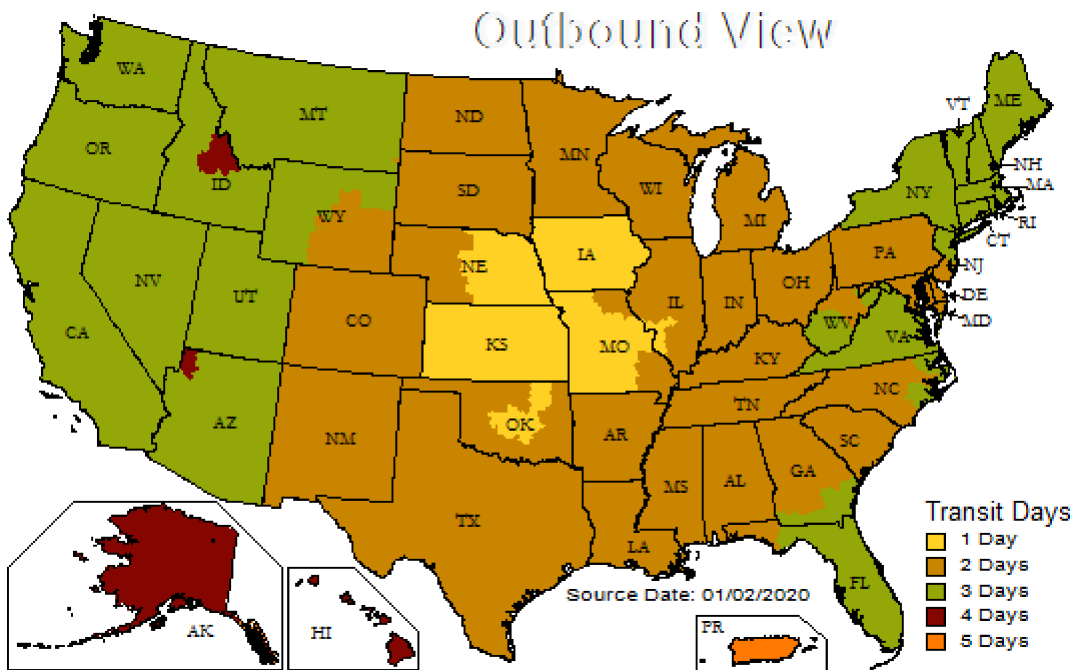 Outbound View
WA
MT
ND
MN
VT
ME
OR
ID
SD
WI
MI
NY
NH
MA
RI
CT
WY
NE
IA
PA
NJ
NV
UT
CO
IL
IN
OH
DE
MD
CA
KS
MO
WV
VA
KY
AZ
NM
OK
AR
TN
NC
SC
TX
LA
MS
AL
GA
FL
AK
HI
PR
Source Date: 01/02/2020
Transit Days
1 Day
2 Days
3 Days
4 Days
5 Days